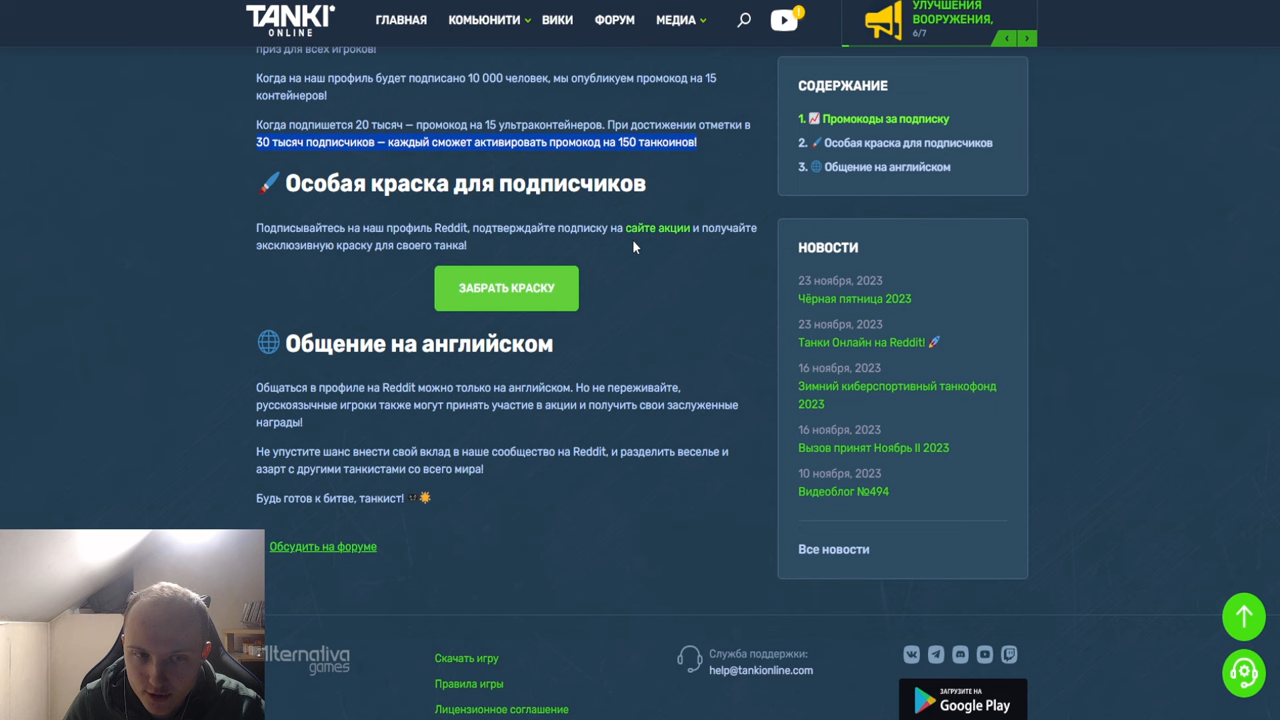 TANKI
ONLINE
ГЛАВНАЯ
КОМЬЮНИТИ
ВИКИ
ФОРУМ
МЕДИА
1
УЛУЧШЕНИЯ
ВООРУЖЕНИЯ,
6/7
приз для всех игроков!
Когда на наш профиль будет подписано 10 000 человек, мы опубликуем промокод на 15
контейнеров!
Когда подпишется 20 тысяч — промокод на 15 ультраконтейнеров. При достижении отметки в
30 тысяч подписчиков — каждый сможет активировать промокод на 150 танкоинов!
Особая краска для подписчиков
Подписывайтесь на наш профиль Reddit, подтверждайте подписку на сайте акции и получайте
эксклюзивную краску для своего танка!
ЗАБРАТЬ КРАСКУ
Общение на английском
Общаться в профиле на Reddit можно только на английском. Но не переживайте,
русскоязычные игроки также могут принять участие в акции и получить свои заслуженные
награды!
Не упустите шанс внести свой вклад в наше сообщество на Reddit, и разделить веселье и
азарт с другими танкистами со всего мира!
Будь готов к битве, танкист!
Обсудить на форуме
СОДЕРЖАНИЕ
1. Промокоды за подписку
2. Особая краска для подписчиков
3. Общение на английском
НОВОСТИ
23 ноября, 2023
Чёрная пятница 2023
23 ноября, 2023
Танки Онлайн на Reddit!
16 ноября, 2023
Зимний киберспортивный танкофонд
2023
16 ноября, 2023
Вызов принят Ноябрь II 2023
10 ноября, 2023
Видеоблог №494
Все новости
Alternativa
games
Скачать игру
Правила игры
Лицензионное соглашение
Служба поддержки:
help@tankionline.com
ЗАГРУЗИТЕ НА
Google Play